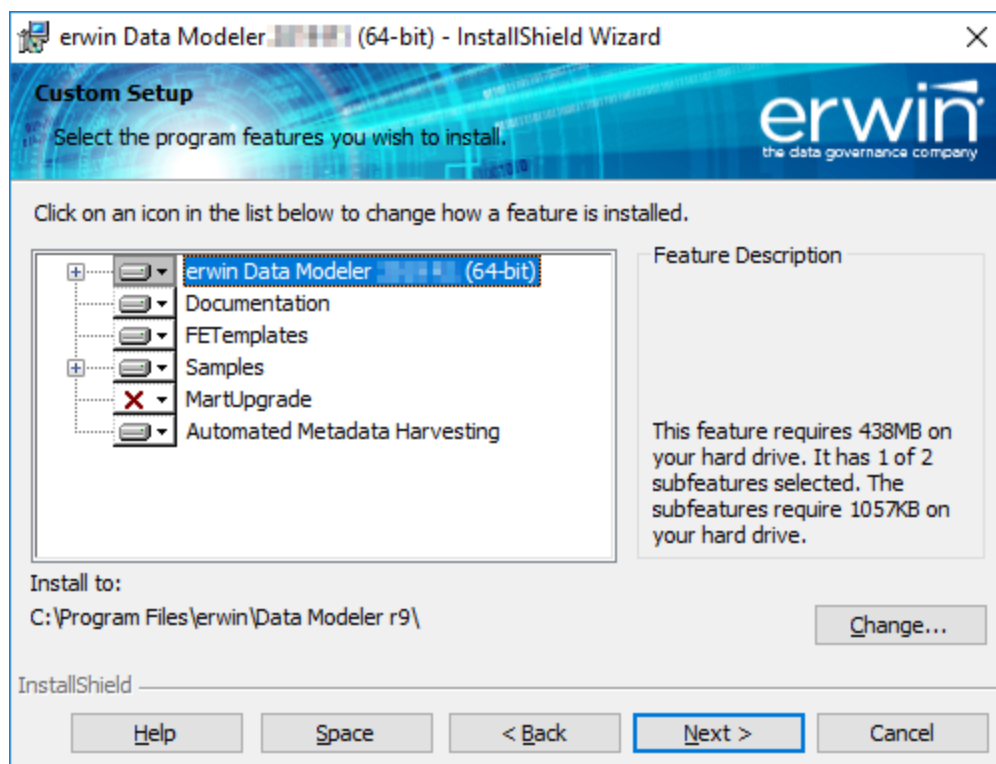 erwin Data Modeler (64-bit) - InstallShield Wizard
Custom Setup
Select the program features you wish to install.
erwin
the data governance company
Click on an icon in the list below to change how a feature is installed.
erwin Data Modeler (64-bit)
Documentation
FETemplates
Samples
MartUpgrade
Automated Metadata Harvesting
Feature Description
This feature requires 438MB on
your hard drive. It has 1 of 2
subfeatures selected. The
subfeatures require 1057KB on
your hard drive.
Install to:
C:\Program Files\erwin\Data Modeler r9\
Change...
InstallShield
Help
Space
< Back
Next >
Cancel